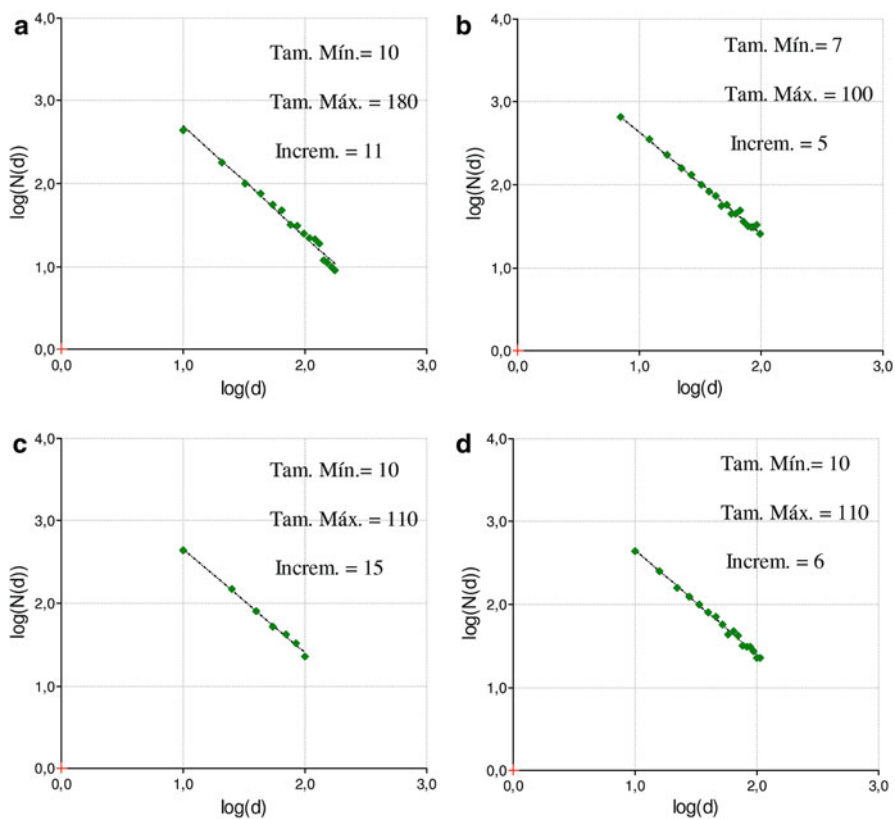 a
4,0
Tam. Mín.= 10
3,0
Tam. Máx. = 180
Increm. = 11
log(N(d))
2,0
1,0
0,0
0,0 1,0 2,0 3,0
log(d)
b
4,0
Tam. Mín.= 7
3,0
Tam. Máx. = 100
Increm. = 5
log(N(d))
2,0
1,0
0,0
0,0 1,0 2,0 3,0
log(d)
c
4,0
Tam. Mín.= 10
3,0
Tam. Máx. = 110
Increm. = 15
log(N(d))
2,0
1,0
0,0
0,0 1,0 2,0 3,0
log(d)
d
4,0
Tam. Mín.= 10
3,0
Tam. Máx. = 110
Increm. = 6
log(N(d))
2,0
1,0
0,0
0,0 1,0 2,0 3,0
log(d)